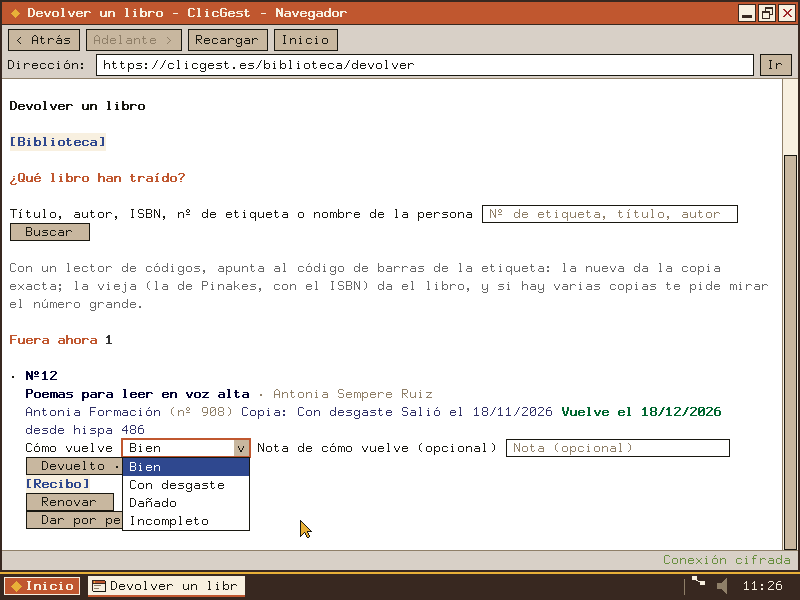 Devolver un libro - ClicGest - Navegador
< Atrás Adelante > Recargar Inicio
Dirección: https://clicgest.es/biblioteca/devolver Ir
Devolver un libro
[Biblioteca]
¿Qué libro han traído?
Título, autor, ISBN, nº de etiqueta o nombre de la persona Nº de etiqueta, título, autor
Buscar
Con un lector de códigos, apunta al código de barras de la etiqueta: la nueva da la copia
exacta; la vieja (la de Pinakes, con el ISBN) da el libro, y si hay varias copias te pide mirar
el número grande.
Fuera ahora 1
· Nº12
Poemas para leer en voz alta · Antonia Sempere Ruiz
Antonia Formación (nº 908) Copia: Con desgaste Salió el 18/11/2026 Vuelve el 18/12/2026
desde hispa 486
Cómo vuelve Bien v Nota de cómo vuelve (opcional) Nota (opcional)
Devuelto ·
Bien
[Recibo]
Con desgaste
Renovar
Dañado
Dar por pe
Incompleto
Conexión cifrada
Inicio Devolver un libr 11:26